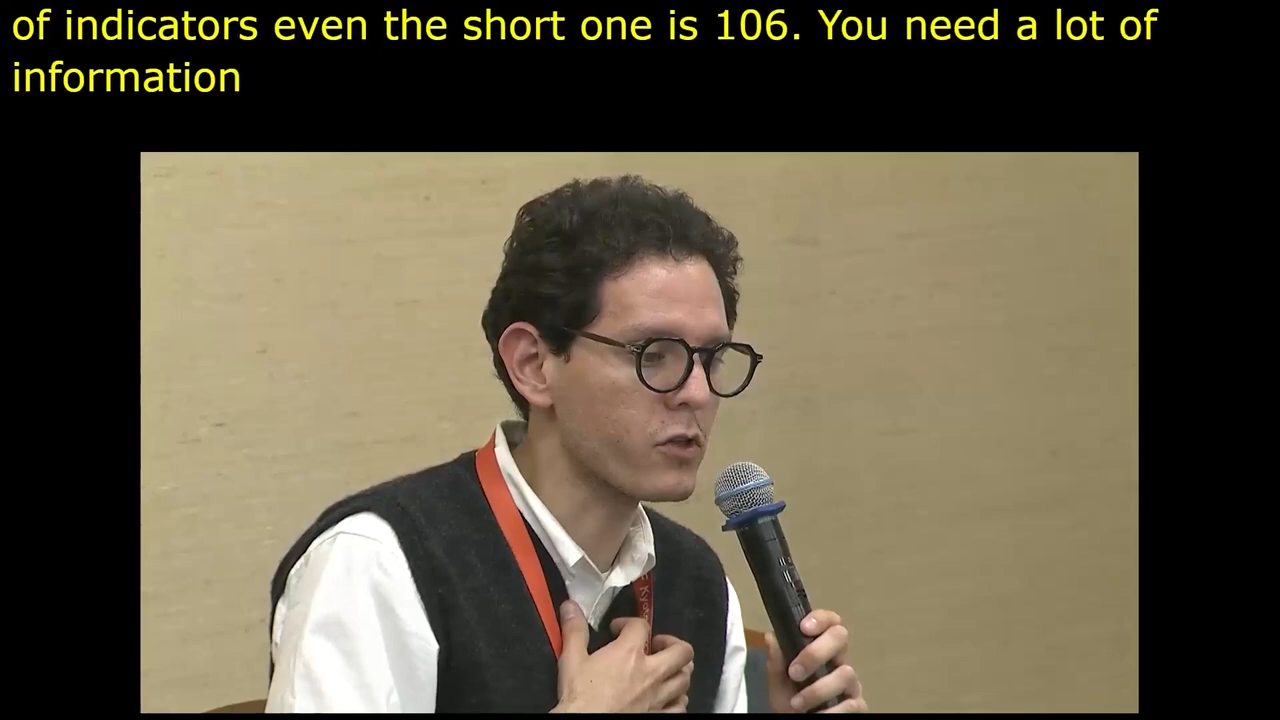 of indicators even the short one is 106. You need a lot of
information